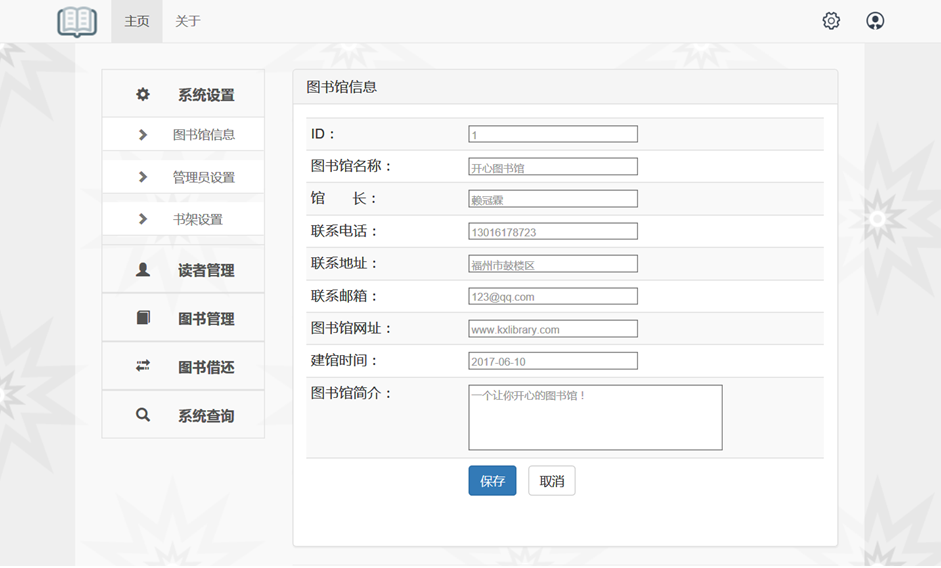 主页 关于
系统设置
图书馆信息
管理员设置
书架设置
读者管理
图书管理
图书借还
系统查询
图书馆信息
ID： 1
图书馆名称： 开心图书馆
馆 长： 赖冠霖
联系电话： 13016178723
联系地址： 福州市鼓楼区
联系邮箱： 123@qq.com
图书馆网址： www.kxlibrary.com
建馆时间： 2017-06-10
图书馆简介： 一个让你开心的图书馆！
保存 取消